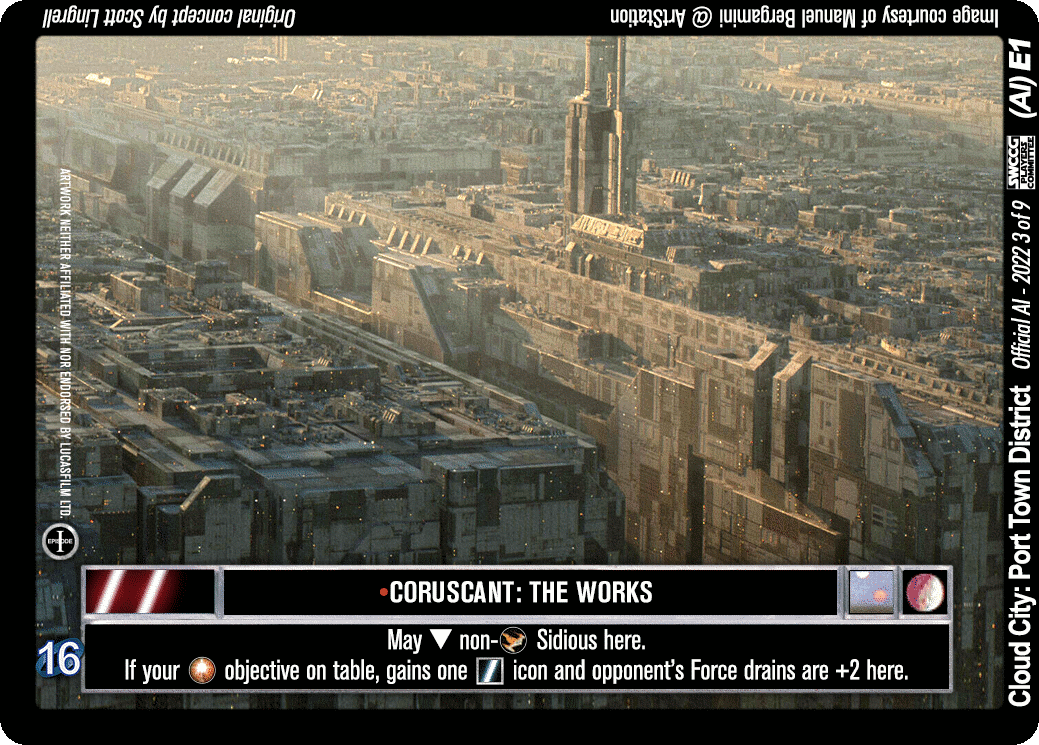 Image courtesy of Manuel Bergamini @ ArtStation
Original concept by Scott Lingrell
ARTWORK NEITHER AFFILIATED WITH NOR ENDORSED BY LUCASFILM LTD.
EPISODE
I
•CORUSCANT: THE WORKS
16
May ▼ non- Sidious here.
If your objective on table, gains one icon and opponent's Force drains are +2 here.
Cloud City: Port Town District
Official AI - 2022 3 of 9
SWCCG
PLAYERS
COMMITTEE
(AI) E1